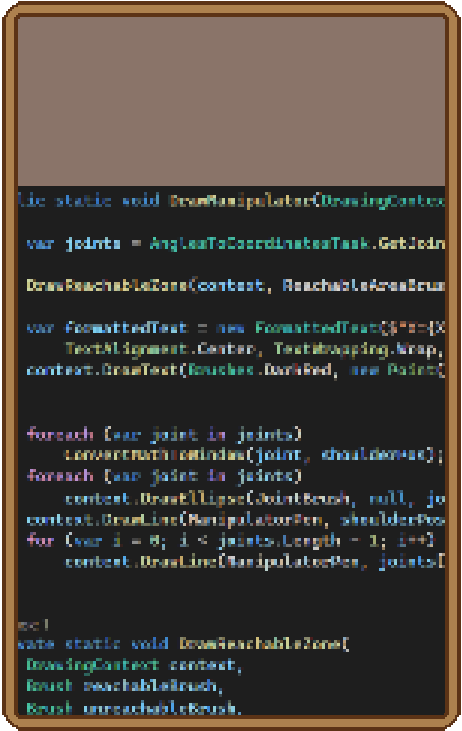 lic static void DrawManipulator(DrawingContext
var joints = AnglesToCoordinatesTask.GetJoin
DrawReachableZone(context, ReachableAreaBrus
var formattedText = new FormattedText(
TextAlignment.Center, TextWrapping.Wrap,
context.DrawText(Brushes.DarkRed, new Point(
foreach (var joint in joints)
ConvertMathToWindow(joint, shoulderPos);
foreach (var joint in joints)
context.DrawEllipse(JointBrush, null, jo
context.DrawLine(ManipulatorPen, shoulderPos
for (var i = 0; i < joints.Length - 1; i++)
context.DrawLine(ManipulatorPen, joints[
vate static void DrawReachableZone(
DrawingContext context,
Brush reachableBrush,
Brush unreachableBrush,